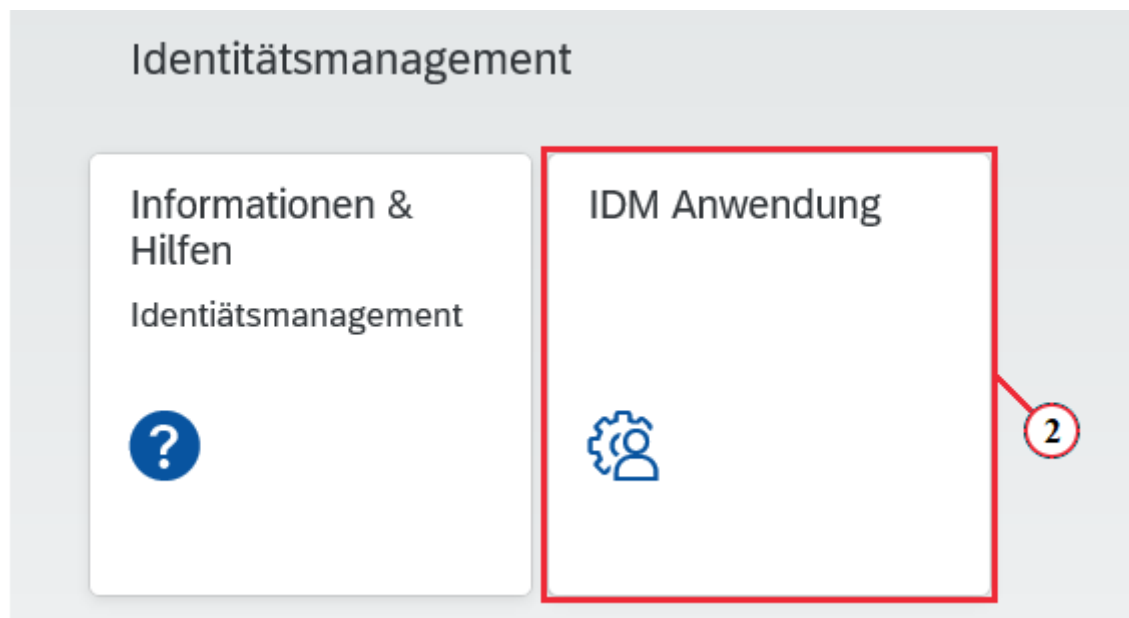 Identitätsmanagement
Informationen &
Hilfen
Identiätsmanagement
?
IDM Anwendung
2